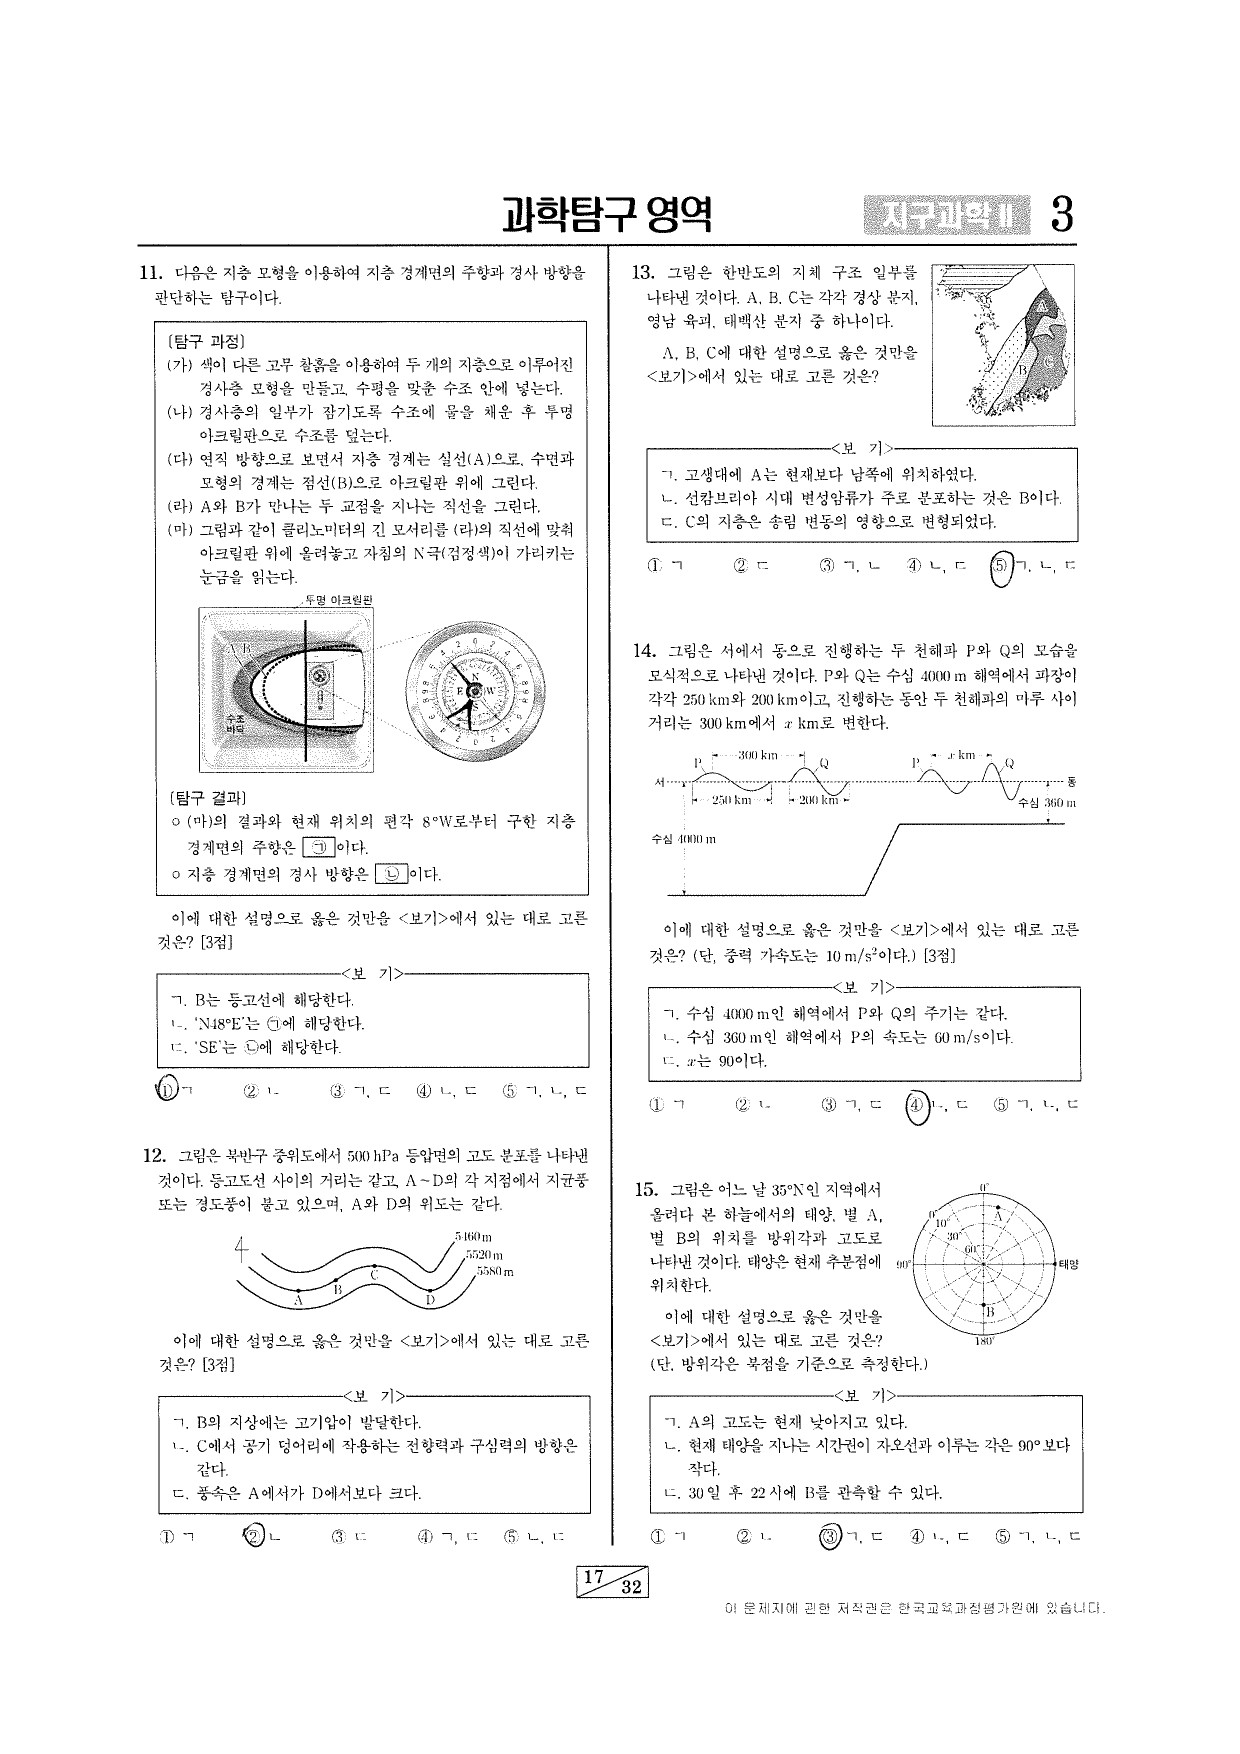 과학탐구 영역
지구과학 II
3
11. 다음은 지층 모형을 이용하여 지층 경계면의 주향과 경사 방향을
판단하는 탐구이다.
[탐구 과정]
(가) 색이 다른 고무 찰흙을 이용하여 두 개의 지층으로 이루어진
경사층 모형을 만들고, 수평을 맞춘 수조 안에 넣는다.
(나) 경사층의 일부가 잠기도록 수조에 물을 채운 후 투명
아크릴판으로 수조를 덮는다.
(다) 연직 방향으로 보면서 지층 경계는 실선(A)으로, 수면과
모형의 경계는 점선(B)으로 아크릴판 위에 그린다.
(라) A와 B가 만나는 두 교점을 지나는 직선을 그린다.
(마) 그림과 같이 클리노미터의 긴 모서리를 (라)의 직선에 맞춰
아크릴판 위에 올려놓고 자침의 N극(검정색)이 가리키는
눈금을 읽는다.
투명 아크릴판
A B
수조
바닥
N
E W
S
[탐구 결과]
○ (마)의 결과와 현재 위치의 편각 8°W로부터 구한 지층
경계면의 주향은 ㉠이다.
○ 지층 경계면의 경사 방향은 ㉡이다.
이에 대한 설명으로 옳은 것만을 <보기>에서 있는 대로 고른
것은? [3점]
<보 기>
ㄱ. B는 등고선에 해당한다.
ㄴ. ‘N48°E’는 ㉠에 해당한다.
ㄷ. ‘SE’는 ㉡에 해당한다.
① ㄱ ② ㄴ ③ ㄱ, ㄷ ④ ㄴ, ㄷ ⑤ ㄱ, ㄴ, ㄷ
12. 그림은 북반구 중위도에서 500 hPa 등압면의 고도 분포를 나타낸
것이다. 등고도선 사이의 거리는 같고, A~D의 각 지점에서 지균풍
또는 경도풍이 불고 있으며, A와 D의 위도는 같다.
5460 m
5520 m
5580 m
A B C D
이에 대한 설명으로 옳은 것만을 <보기>에서 있는 대로 고른
것은? [3점]
<보 기>
ㄱ. B의 지상에는 고기압이 발달한다.
ㄴ. C에서 공기 덩어리에 작용하는 전향력과 구심력의 방향은
같다.
ㄷ. 풍속은 A에서가 D에서보다 크다.
① ㄱ ② ㄴ ③ ㄷ ④ ㄱ, ㄷ ⑤ ㄴ, ㄷ
13. 그림은 한반도의 지체 구조 일부를
나타낸 것이다. A, B, C는 각각 경상 분지,
영남 육괴, 태백산 분지 중 하나이다.
A, B, C에 대한 설명으로 옳은 것만을
<보기>에서 있는 대로 고른 것은?
A
B
C
<보 기>
ㄱ. 고생대에 A는 현재보다 남쪽에 위치하였다.
ㄴ. 선캄브리아 시대 변성암류가 주로 분포하는 것은 B이다.
ㄷ. C의 지층은 송림 변동의 영향으로 변형되었다.
① ㄱ ② ㄷ ③ ㄱ, ㄴ ④ ㄴ, ㄷ ⑤ ㄱ, ㄴ, ㄷ
14. 그림은 서에서 동으로 진행하는 두 천해파 P와 Q의 모습을
모식적으로 나타낸 것이다. P와 Q는 수심 4000 m 해역에서 파장이
각각 250 km와 200 km이고, 진행하는 동안 두 천해파의 마루 사이
거리는 300 km에서 x km로 변한다.
P 300 km Q P x km Q
서 동
250 km 200 km 수심 360 m
수심 4000 m
이에 대한 설명으로 옳은 것만을 <보기>에서 있는 대로 고른
것은? (단, 중력 가속도는 10 m/s²이다.) [3점]
<보 기>
ㄱ. 수심 4000 m인 해역에서 P와 Q의 주기는 같다.
ㄴ. 수심 360 m인 해역에서 P의 속도는 60 m/s이다.
ㄷ. x는 90이다.
① ㄱ ② ㄴ ③ ㄱ, ㄷ ④ ㄴ, ㄷ ⑤ ㄱ, ㄴ, ㄷ
15. 그림은 어느 날 35°N인 지역에서
올려다 본 하늘에서의 태양, 별 A,
별 B의 위치를 방위각과 고도로
나타낸 것이다. 태양은 현재 추분점에
위치한다.
이에 대한 설명으로 옳은 것만을
<보기>에서 있는 대로 고른 것은?
(단, 방위각은 북점을 기준으로 측정한다.)
0°
0°
10°
30°
60°
A
90°
태양
B
180°
<보 기>
ㄱ. A의 고도는 현재 낮아지고 있다.
ㄴ. 현재 태양을 지나는 시간권이 자오선과 이루는 각은 90°보다
작다.
ㄷ. 30일 후 22시에 B를 관측할 수 있다.
① ㄱ ② ㄴ ③ ㄱ, ㄷ ④ ㄴ, ㄷ ⑤ ㄱ, ㄴ, ㄷ
17 32
이 문제지에 관한 저작권은 한국교육과정평가원에 있습니다.